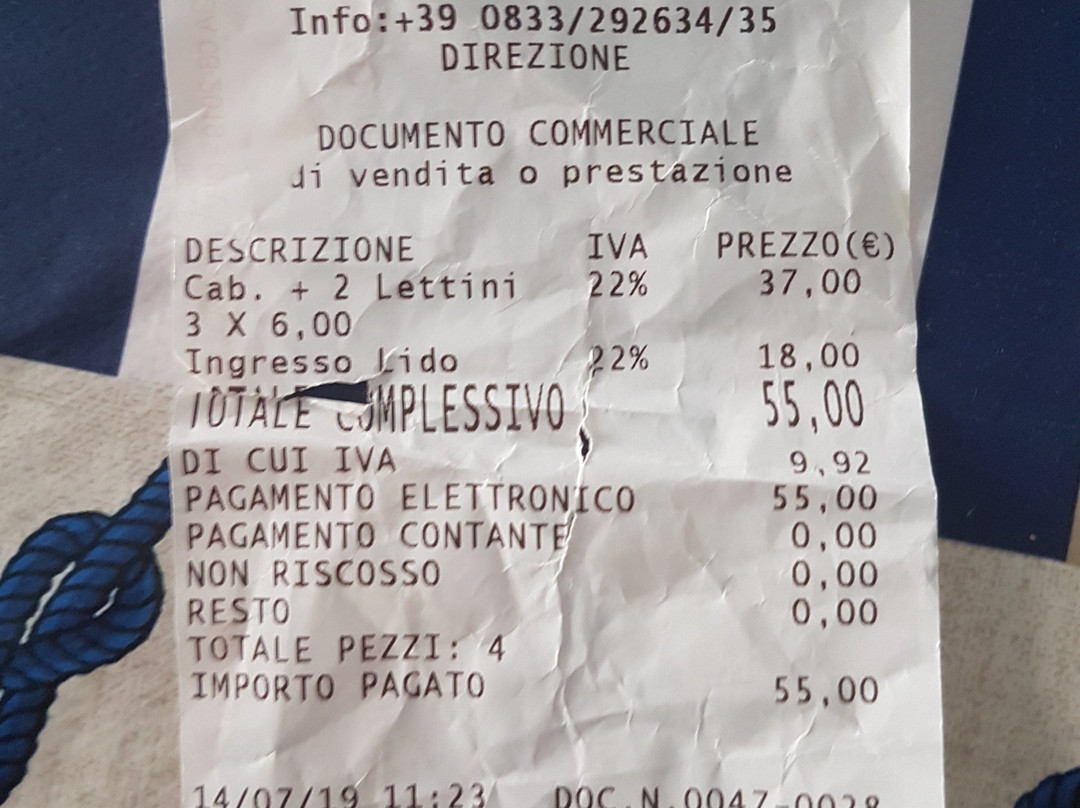 Info:+39 0833/292634/35
DIREZIONE
DOCUMENTO COMMERCIALE
di vendita o prestazione
DESCRIZIONE IVA PREZZO(€)
Cab. + 2 Lettini 22% 37,00
3 X 6,00
Ingresso Lido 22% 18,00
TOTALE COMPLESSIVO 55,00
DI CUI IVA 9,92
PAGAMENTO ELETTRONICO 55,00
PAGAMENTO CONTANTE 0,00
NON RISCOSSO 0,00
RESTO 0,00
TOTALE PEZZI: 4
IMPORTO PAGATO 55,00
14/07/19 11:23 DOC.N.0047-0028